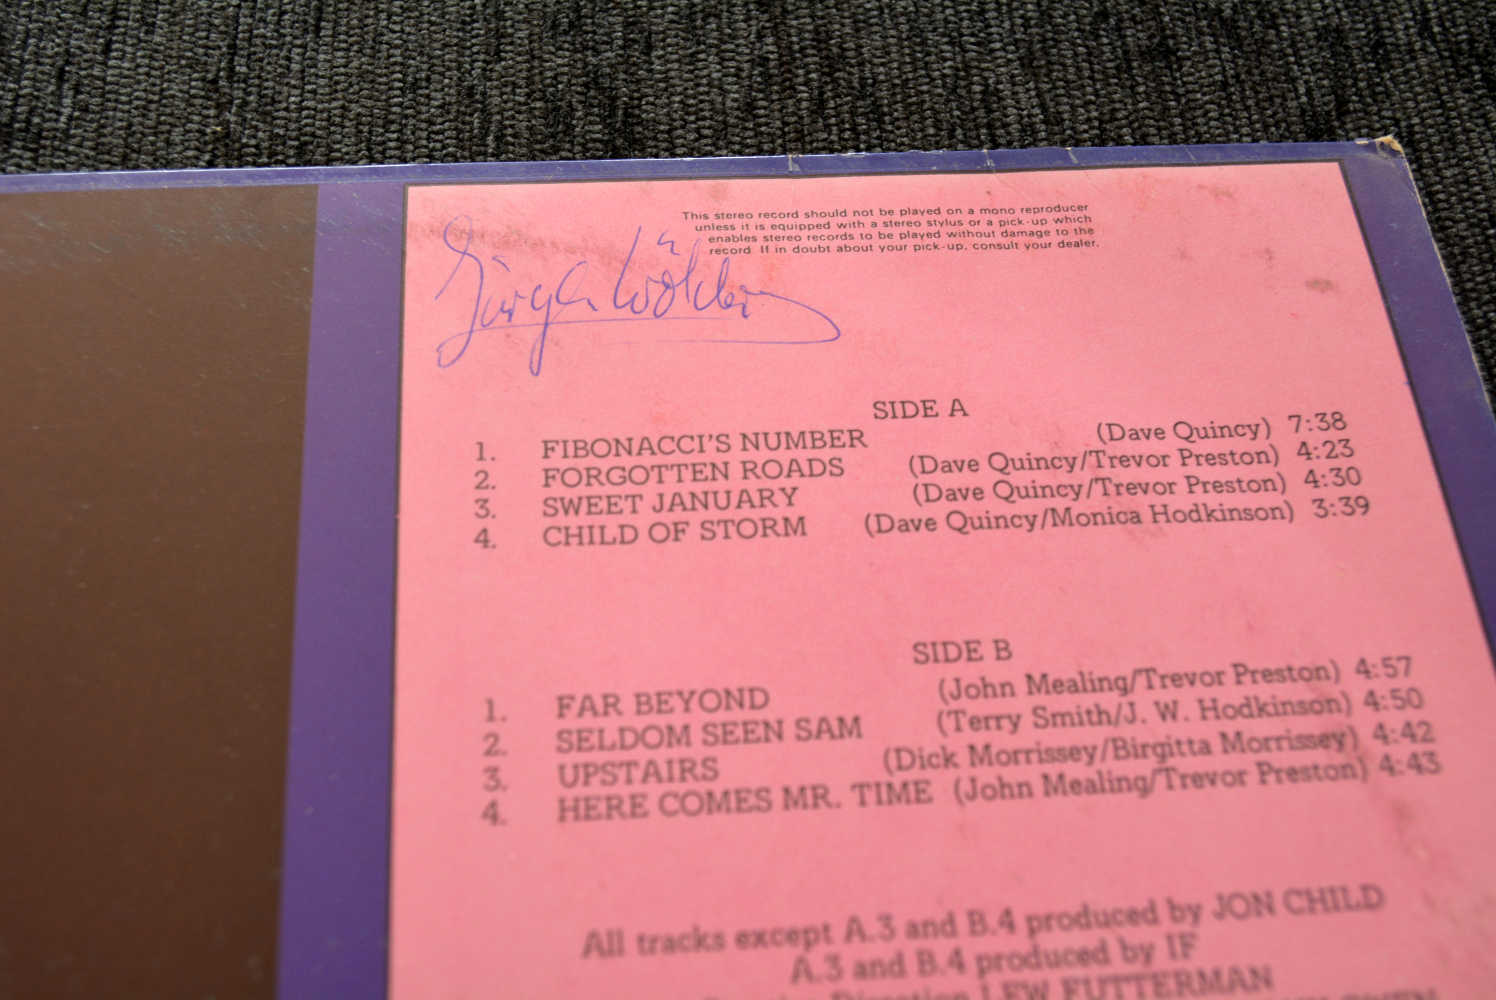 This stereo record should not be played on a mono reproducer
unless it is equipped with a stereo stylus or a pick-up which
enables stereo records to be played without damage to the
record. If in doubt about your pick-up, consult your dealer.
SIDE A
1. FIBONACCI'S NUMBER (Dave Quincy) 7:38
2. FORGOTTEN ROADS (Dave Quincy/Trevor Preston) 4:23
3. SWEET JANUARY (Dave Quincy/Trevor Preston) 4:30
4. CHILD OF STORM (Dave Quincy/Monica Hodkinson) 3:39
SIDE B
1. FAR BEYOND (John Mealing/Trevor Preston) 4:57
2. SELDOM SEEN SAM (Terry Smith/J. W. Hodkinson) 4:50
3. UPSTAIRS (Dick Morrissey/Birgitta Morrissey) 4:42
4. HERE COMES MR. TIME (John Mealing/Trevor Preston) 4:43
All tracks except A.3 and B.4 produced by JON CHILD
A.3 and B.4 produced by IF
Direction LEW FUTTERMAN